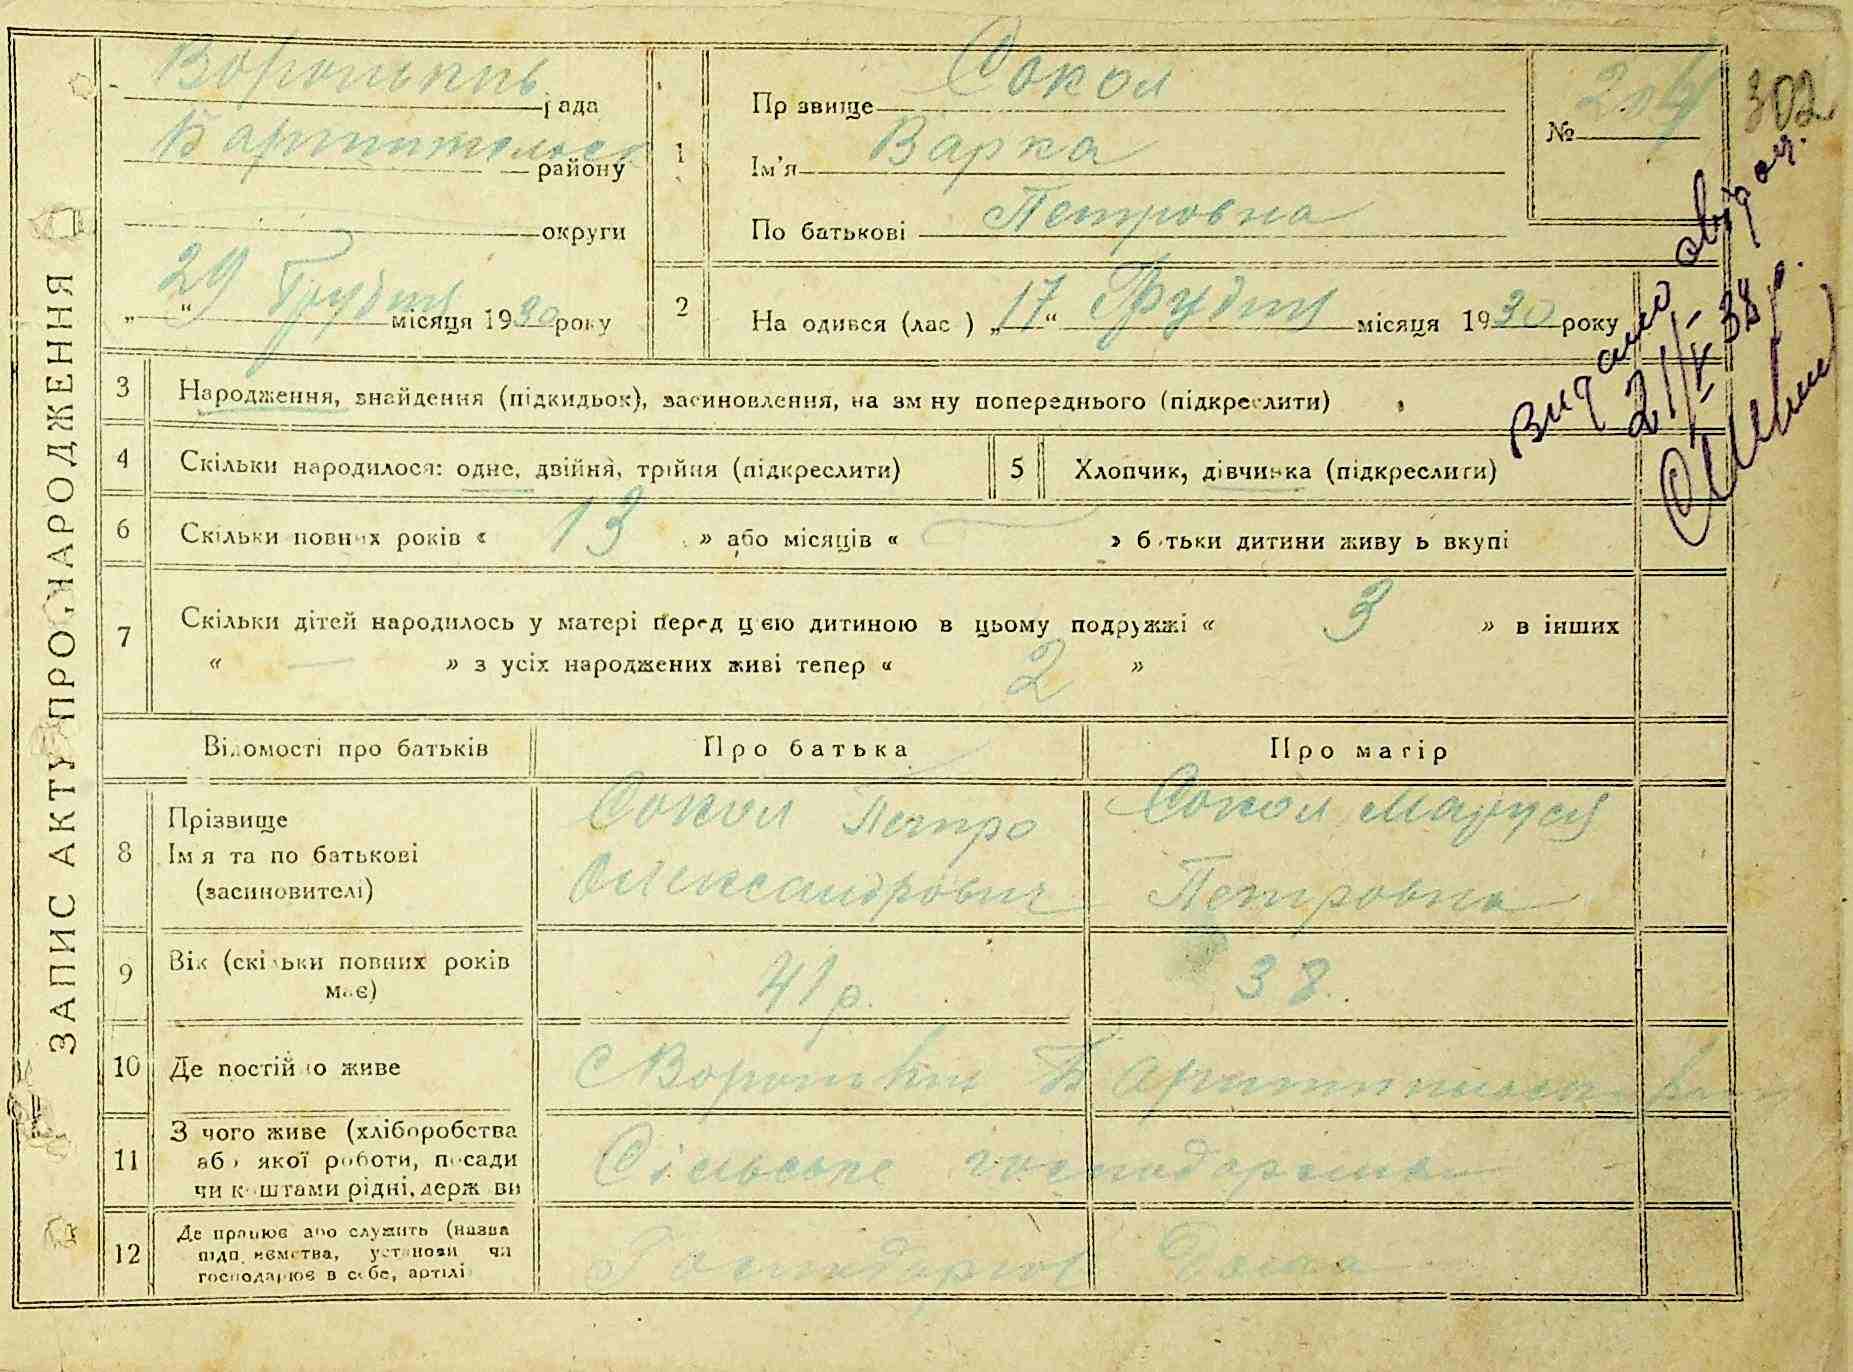 ЗАПИС АКТУ ПРО НАРОДЖЕННЯ
Вороньків рада
району
округи
„29“ Грудня місяця 1930 року
1
Прізвище Сокол
Ім'я Варка
По батькові Петровна
№
302
2
Народився (лась) „17“ Грудня місяця 1930 року
Видано
38 р.
3 Народження, знайдення (підкидьок), засиновлення, на зміну попереднього (підкреслити)
4 Скільки народилося: одне, двійня, трійня (підкреслити)
5 Хлопчик, дівчинка (підкреслити)
6 Скільки повних років « 13 » або місяців « — » батьки дитини живуть вкупі
7 Скільки дітей народилось у матері перед цією дитиною в цьому подружжі « 3 » в інших
« — » з усіх народжених живі тепер « 2 »
Відомості про батьків Про батька Про матір
8 Прізвище
Ім'я та по батькові
(засиновителі)
Сокол Петро
Олександрович
Сокол Маруся
Петровна
9 Вік (скільки повних років
має)
41 р.
38.
10 Де постійно живе
с Вороньків
11 З чого живе (хліборобства
або якої роботи, посади
чи коштами рідні, держави
Сільське господарство
12 Де працює або служить (назва
підприємства, установи чи
господарює в себе, артілі
Господарює Дома